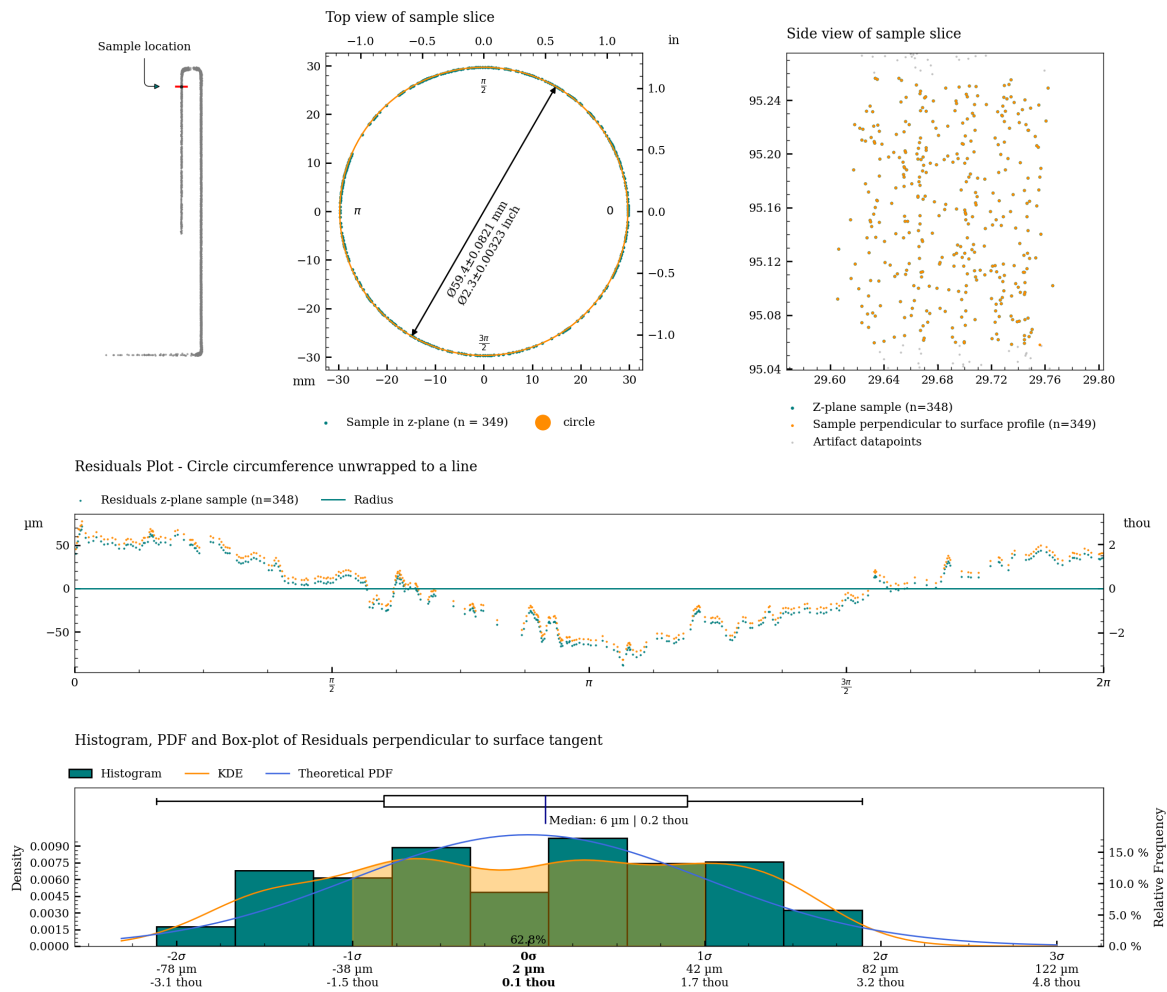 Sample location
Top view of sample slice
−1.0 −0.5 0.0 0.5 1.0 in
30
20
10
0
−10
−20
−30
mm
−30 −20 −10 0 10 20 30
1.0
0.5
0.0
−0.5
−1.0
π/2
π
0
3π/2
Ø59.4±0.0821 mm
Ø2.3±0.00323 inch
Sample in z-plane (n = 349)
circle
Side view of sample slice
95.24
95.20
95.16
95.12
95.08
95.04
29.60 29.64 29.68 29.72 29.76 29.80
Z-plane sample (n=348)
Sample perpendicular to surface profile (n=349)
Artifact datapoints
Residuals Plot - Circle circumference unwrapped to a line
Residuals z-plane sample (n=348)
Radius
µm
50
0
−50
thou
2
0
−2
0 π/2 π 3π/2 2π
Histogram, PDF and Box-plot of Residuals perpendicular to surface tangent
Histogram
KDE
Theoretical PDF
Median: 6 µm | 0.2 thou
Density
0.0090
0.0075
0.0060
0.0045
0.0030
0.0015
0.0000
Relative Frequency
15.0 %
10.0 %
5.0 %
0.0 %
62.8%
-2σ -1σ 0σ 1σ 2σ 3σ
-78 µm -38 µm 2 µm 42 µm 82 µm 122 µm
-3.1 thou -1.5 thou 0.1 thou 1.7 thou 3.2 thou 4.8 thou